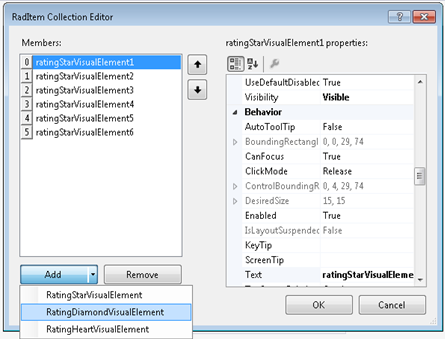 RadItem Collection Editor
Members:
0 ratingStarVisualElement1
1 ratingStarVisualElement2
2 ratingStarVisualElement3
3 ratingStarVisualElement4
4 ratingStarVisualElement5
5 ratingStarVisualElement6
Add
Remove
RatingStarVisualElement
RatingDiamondVisualElement
RatingHeartVisualElement
ratingStarVisualElement1 properties:
UseDefaultDisabled True
Visibility Visible
Behavior
AutoToolTip False
BoundingRectangl 0, 0, 29, 74
CanFocus True
ClickMode Release
ControlBoundingR 0, 4, 29, 74
DesiredSize 15, 15
Enabled True
IsLayoutSuspended False
KeyTip
ScreenTip
Text ratingStarVisualEleme
OK
Cancel